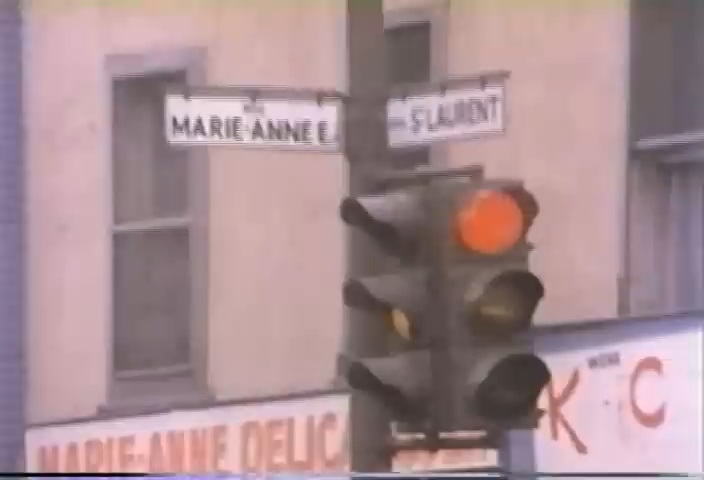 MARIE-ANNE E.
ST LAURENT
MARIE-ANNE DELICA
K C